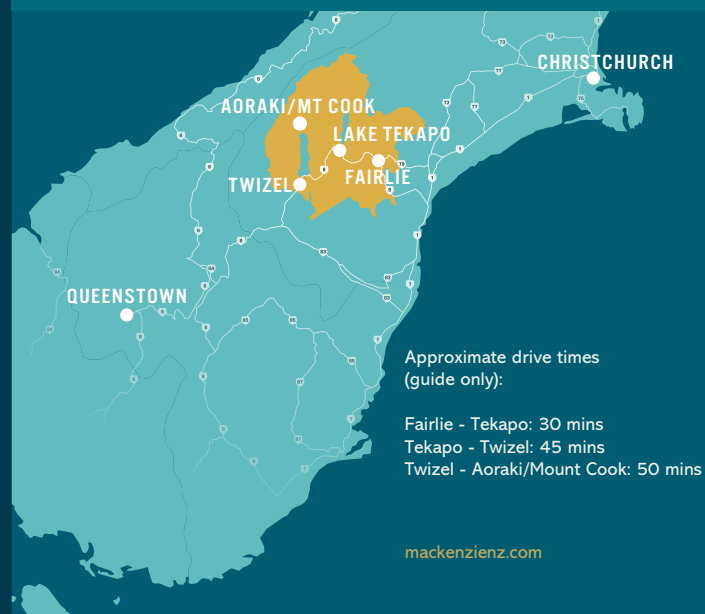 CHRISTCHURCH
AORAKI/MT COOK
LAKE TEKAPO
FAIRLIE
TWIZEL
QUEENSTOWN
Approximate drive times
(guide only):
Fairlie - Tekapo: 30 mins
Tekapo - Twizel: 45 mins
Twizel - Aoraki/Mount Cook: 50 mins
mackenzienz.com